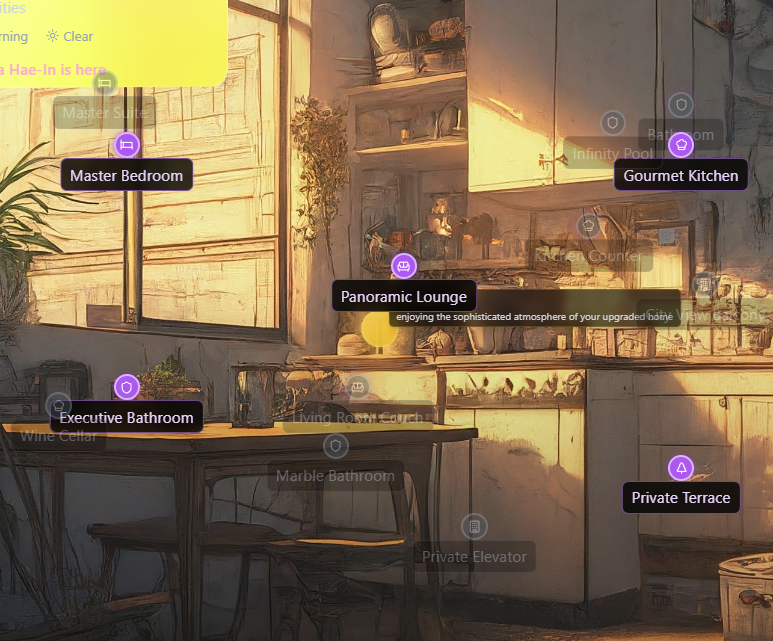 ities
rning
Clear
a Hae-In is here
Master Suite
Master Bedroom
Bathroom
Infinity Pool
Gourmet Kitchen
Kitchen Counter
Panoramic Lounge
enjoying the sophisticated atmosphere of your upgraded home
City View Balcony
Living Room Couch
Executive Bathroom
Wine Cellar
Marble Bathroom
Private Terrace
Private Elevator